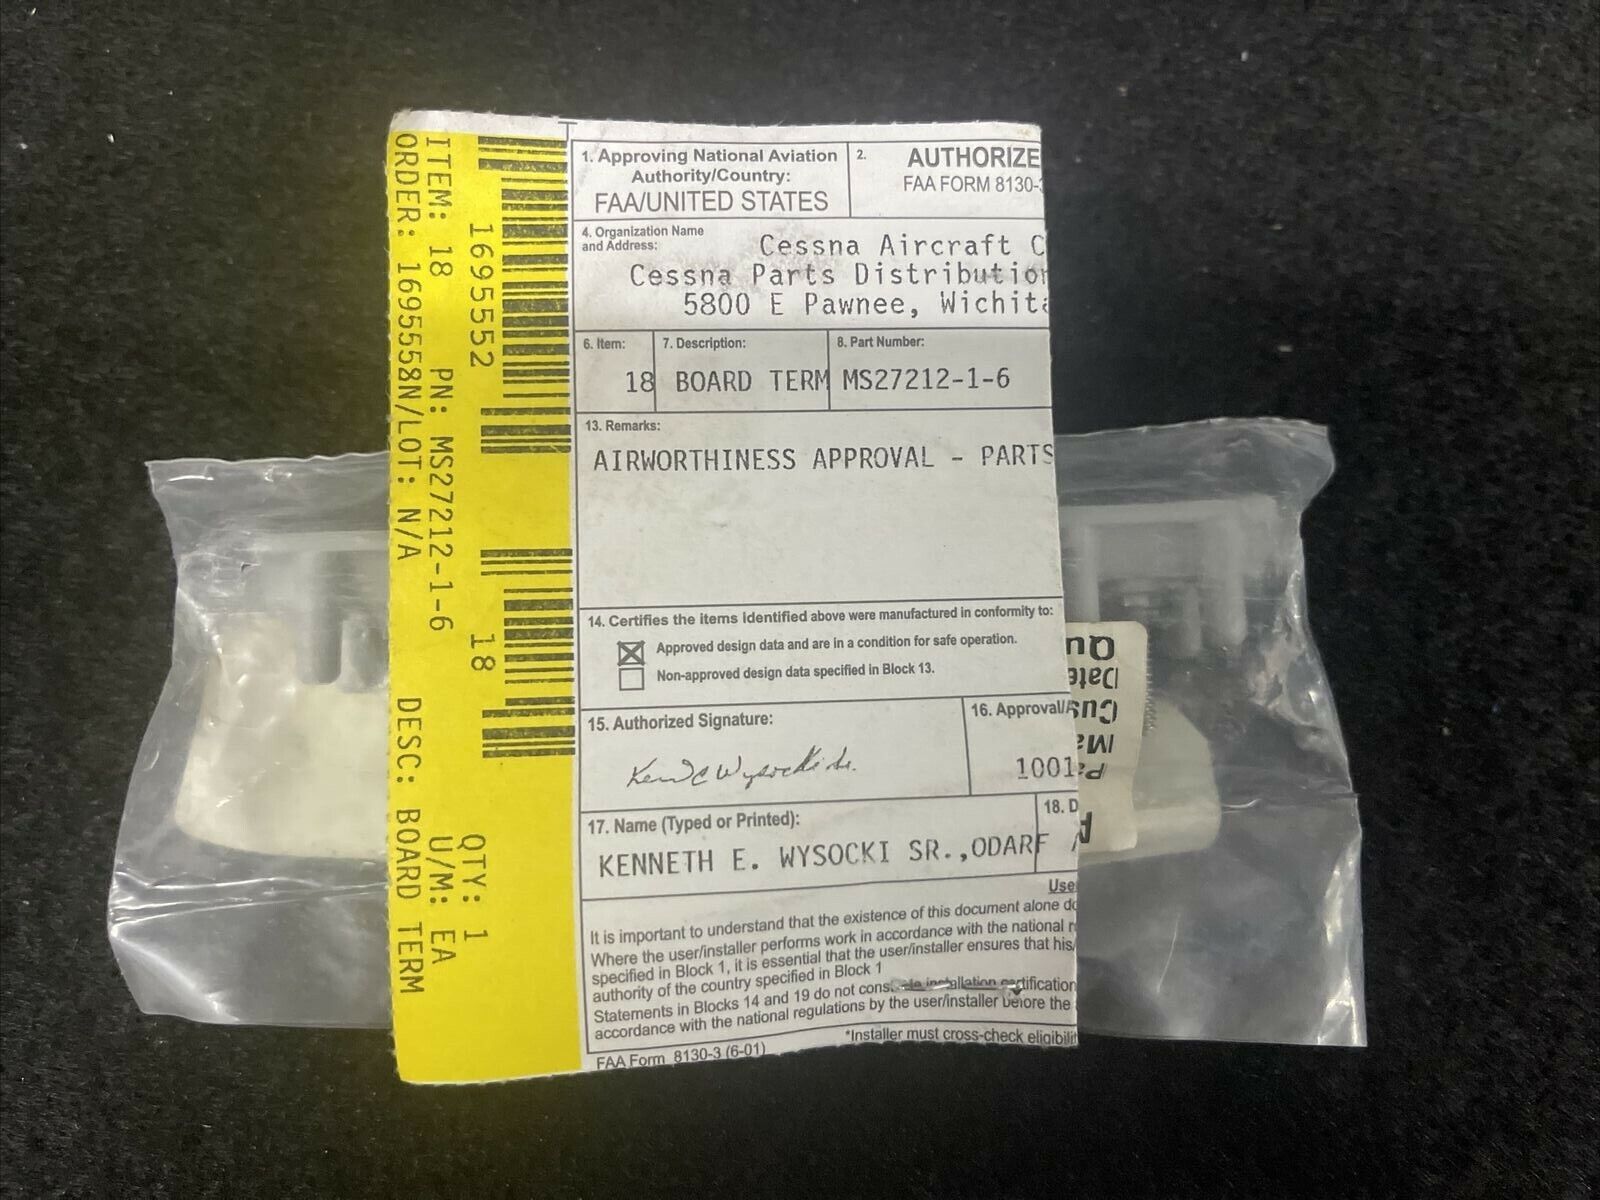 ITEM: 18 PN: MS27212-1-6 U/M: EA
ORDER: 1695558N/LOT: N/A DESC: BOARD TERM
1695552 18 QTY: 1
1. Approving National Aviation
Authority/Country:
FAA/UNITED STATES
2. AUTHORIZE
FAA FORM 8130-3
4. Organization Name
and Address:
Cessna Aircraft C
Cessna Parts Distribution
5800 E Pawnee, Wichita
6. Item:
18
7. Description:
BOARD TERM
8. Part Number:
MS27212-1-6
13. Remarks:
AIRWORTHINESS APPROVAL - PARTS
14. Certifies the items identified above were manufactured in conformity to:
Approved design data and are in a condition for safe operation.
Non-approved design data specified in Block 13.
15. Authorized Signature:
16. Approval/
1001
17. Name (Typed or Printed):
KENNETH E. WYSOCKI SR.,ODARF
18. D
Use
It is important to understand that the existence of this document alone do
Where the user/installer performs work in accordance with the national r
specified in Block 1, it is essential that the user/installer ensures that his/
authority of the country specified in Block 1
Statements in Blocks 14 and 19 do not installation certification
accordance with the national regulations by the user/installer before the
FAA Form 8130-3 (6-01)
*Installer must cross-check eligibilit
Pa
Ma
Cus
Date
Qu